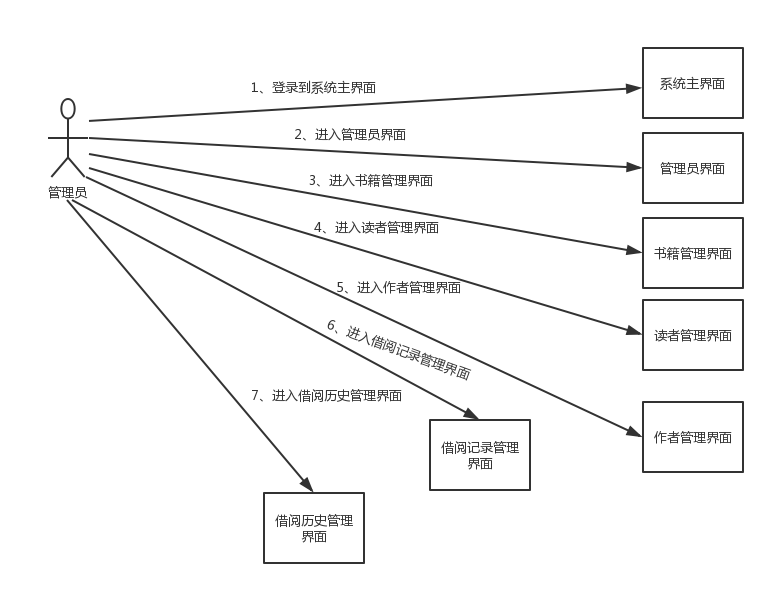 1、登录到系统主界面
系统主界面
2、进入管理员界面
管理员界面
3、进入书籍管理界面
管理员
4、进入读者管理界面
书籍管理界面
5、进入作者管理界面
读者管理界面
6、进入借阅记录管理界面
7、进入借阅历史管理界面
作者管理界面
借阅记录管理
界面
借阅历史管理
界面